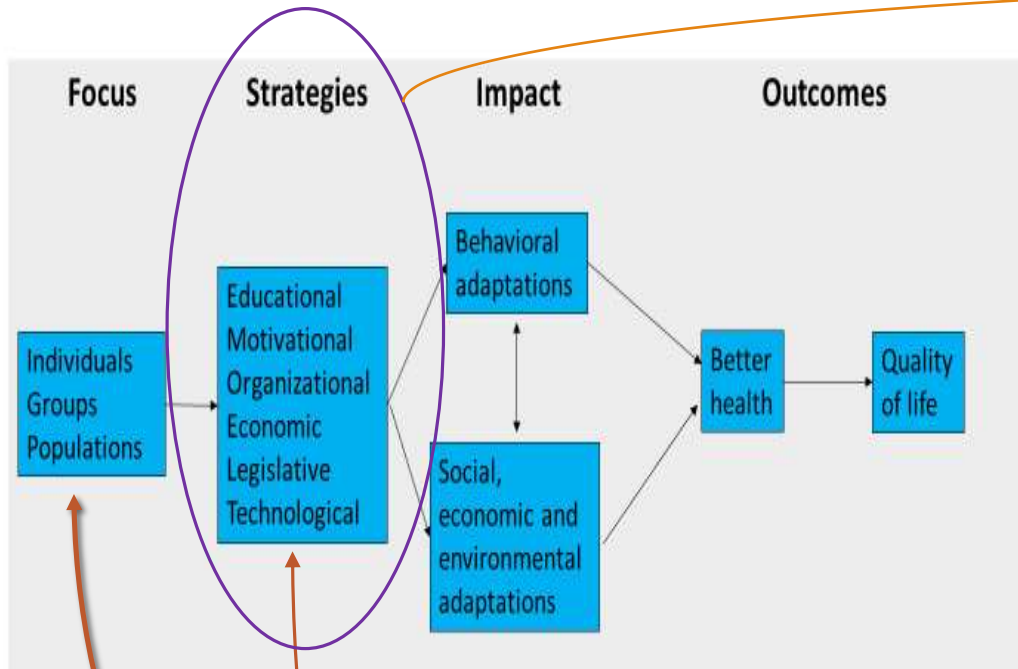 Focus
Strategies
Impact
Outcomes
Individuals
Groups
Populations
Educational
Motivational
Organizational
Economic
Legislative
Technological
Behavioral
adaptations
Social,
economic and
environmental
adaptations
Better
health
Quality
of life